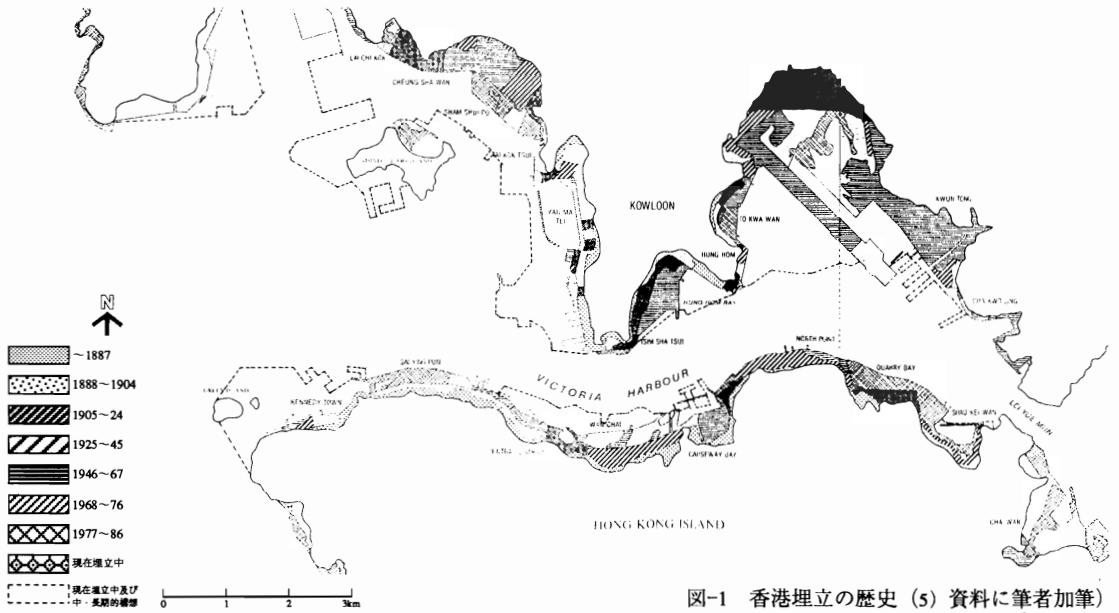 LAI CHI KOK
CHEUNG SHA WAN
SHAM SHUI PO
TAI KOK TSUI
YAU MA
TEI
KOWLOON
TO KWA WAN
KWUN TONG
HUNG HOM
HUNG HOM BAY
TSIM SHA TSUI
NORTH POINT
QUARRY BAY
SAI YING PUN
VICTORIA HARBOUR
KENNEDY TOWN
WAN CHAI
CAUSEWAY BAY
SHAU KEI WAN
LEI YUE MUN
CHAI WAN
HONG KONG ISLAND
N
～1887
1888～1904
1905～24
1925～45
1946～67
1968～76
1977～86
現在埋立中
現在埋立中及び
中・長期的構想
0 1 2 3km
図-1 香港埋立の歴史（5）資料に筆者加筆）